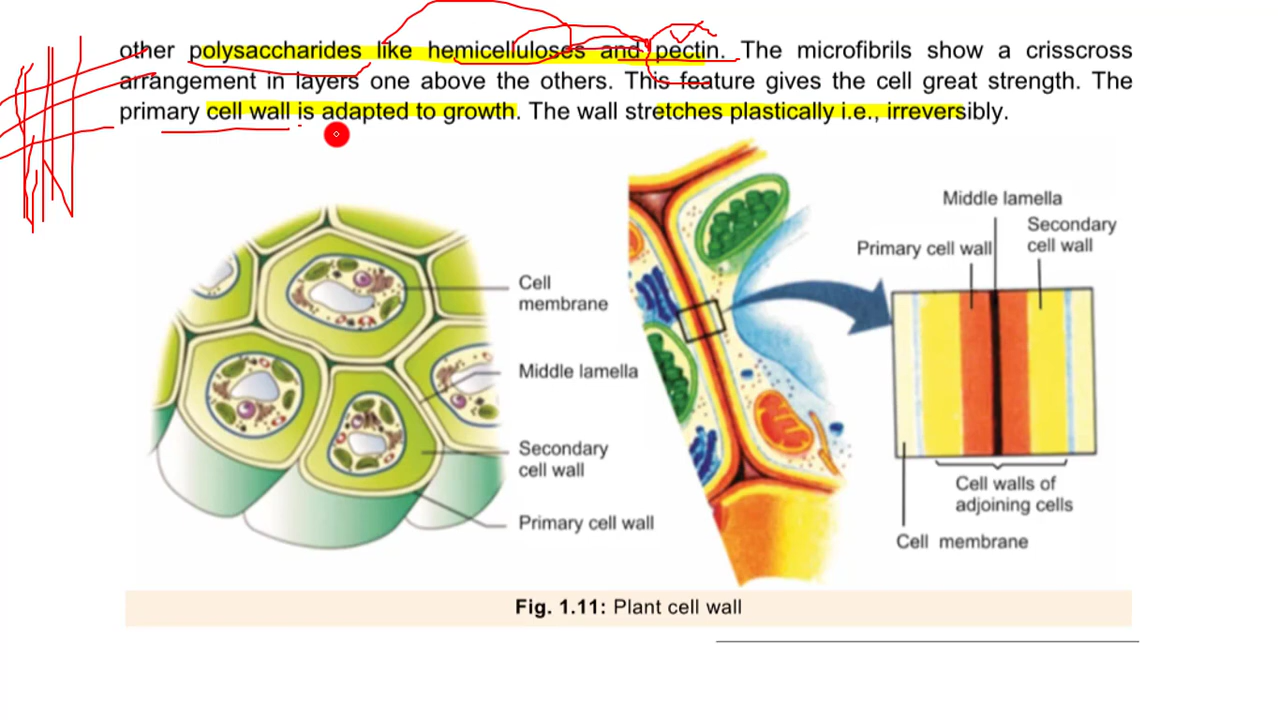 other polysaccharides like hemicelluloses and pectin. The microfibrils show a crisscross
arrangement in layers one above the others. This feature gives the cell great strength. The
primary cell wall is adapted to growth. The wall stretches plastically i.e., irreversibly.
Middle lamella
Secondary
cell wall
Primary cell wall
Cell
membrane
Middle lamella
Secondary
cell wall
Primary cell wall
Cell walls of
adjoining cells
Cell membrane
Fig. 1.11: Plant cell wall